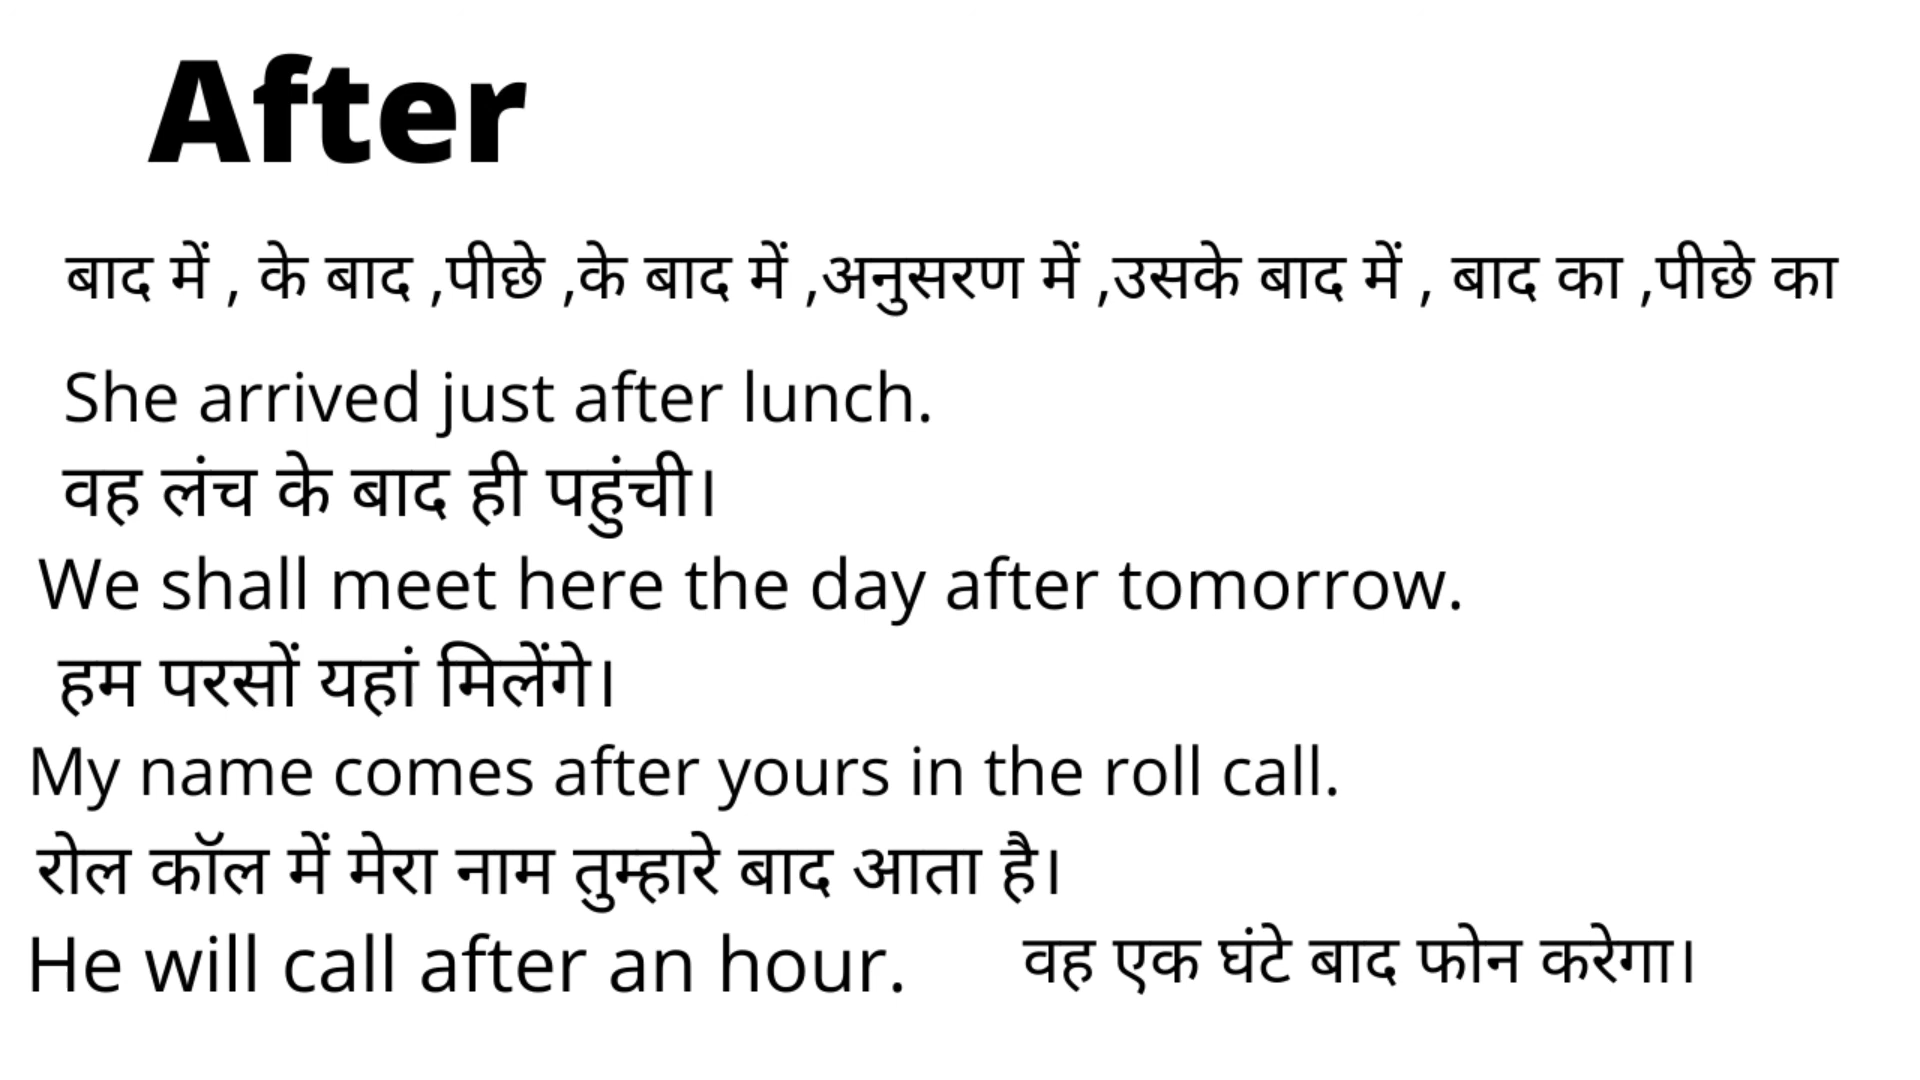 After
बाद में , के बाद ,पीछे ,के बाद में ,अनुसरण में ,उसके बाद में , बाद का ,पीछे का
She arrived just after lunch.
वह लंच के बाद ही पहुंची।
We shall meet here the day after tomorrow.
हम परसों यहां मिलेंगे।
My name comes after yours in the roll call.
रोल कॉल में मेरा नाम तुम्हारे बाद आता है।
He will call after an hour. वह एक घंटे बाद फोन करेगा।